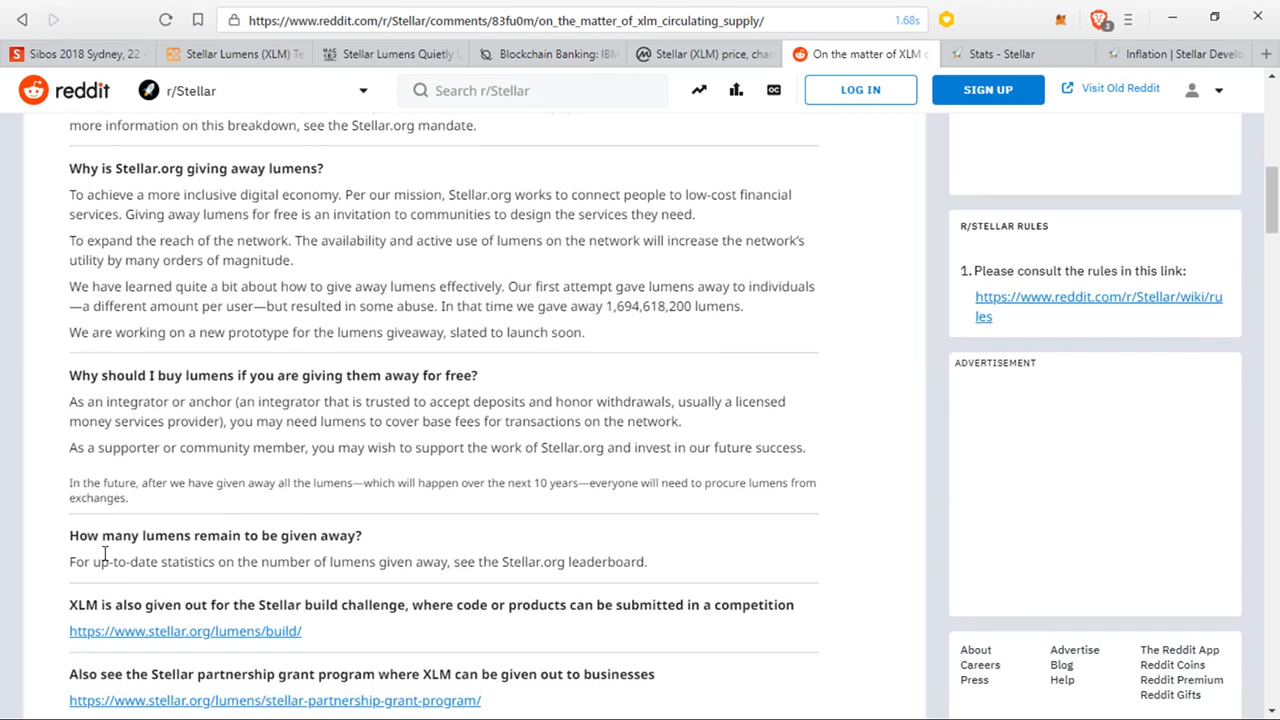 https://www.reddit.com/r/Stellar/comments/83fu0m/on_the_matter_of_xlm_circulating_supply/
1.68s
3
Sibos 2018 Sydney, 22 -
Stellar Lumens (XLM) Te
Stellar Lumens Quietly L
Blockchain Banking: IBM
Stellar (XLM) price, cha
On the matter of XLM c
Stats - Stellar
Inflation | Stellar Develo
reddit
r/Stellar
Search r/Stellar
LOG IN
SIGN UP
Visit Old Reddit
more information on this breakdown, see the Stellar.org mandate.
Why is Stellar.org giving away lumens?
To achieve a more inclusive digital economy. Per our mission, Stellar.org works to connect people to low-cost financial
services. Giving away lumens for free is an invitation to communities to design the services they need.
To expand the reach of the network. The availability and active use of lumens on the network will increase the network's
utility by many orders of magnitude.
We have learned quite a bit about how to give away lumens effectively. Our first attempt gave lumens away to individuals
—a different amount per user—but resulted in some abuse. In that time we gave away 1,694,618,200 lumens.
We are working on a new prototype for the lumens giveaway, slated to launch soon.
Why should I buy lumens if you are giving them away for free?
As an integrator or anchor (an integrator that is trusted to accept deposits and honor withdrawals, usually a licensed
money services provider), you may need lumens to cover base fees for transactions on the network.
As a supporter or community member, you may wish to support the work of Stellar.org and invest in our future success.
In the future, after we have given away all the lumens—which will happen over the next 10 years—everyone will need to procure lumens from
exchanges.
How many lumens remain to be given away?
For up-to-date statistics on the number of lumens given away, see the Stellar.org leaderboard.
XLM is also given out for the Stellar build challenge, where code or products can be submitted in a competition
https://www.stellar.org/lumens/build/
Also see the Stellar partnership grant program where XLM can be given out to businesses
https://www.stellar.org/lumens/stellar-partnership-grant-program/
R/STELLAR RULES
1. Please consult the rules in this link:
https://www.reddit.com/r/Stellar/wiki/ru
les
ADVERTISEMENT
About
Careers
Press
Advertise
Blog
Help
The Reddit App
Reddit Coins
Reddit Premium
Reddit Gifts